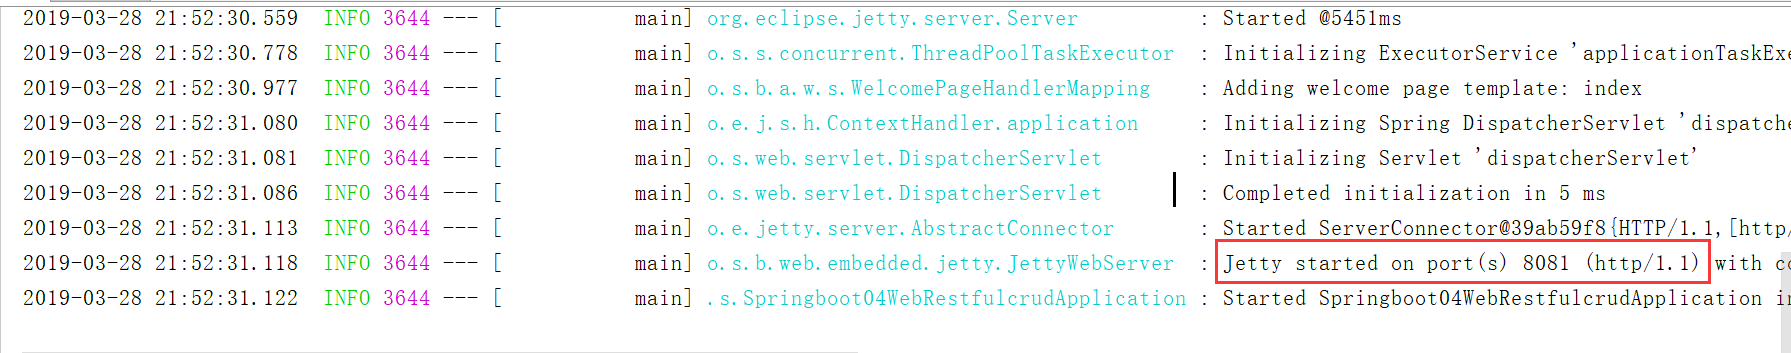 2019-03-28 21:52:30.559  INFO 3644 --- [           main] org.eclipse.jetty.server.Server          : Started @5451ms
2019-03-28 21:52:30.778  INFO 3644 --- [           main] o.s.s.concurrent.ThreadPoolTaskExecutor  : Initializing ExecutorService 'applicationTaskExe
2019-03-28 21:52:30.977  INFO 3644 --- [           main] o.s.b.a.w.s.WelcomePageHandlerMapping    : Adding welcome page template: index
2019-03-28 21:52:31.080  INFO 3644 --- [           main] o.e.j.s.h.ContextHandler.application     : Initializing Spring DispatcherServlet 'dispatche
2019-03-28 21:52:31.081  INFO 3644 --- [           main] o.s.web.servlet.DispatcherServlet        : Initializing Servlet 'dispatcherServlet'
2019-03-28 21:52:31.086  INFO 3644 --- [           main] o.s.web.servlet.DispatcherServlet        : Completed initialization in 5 ms
2019-03-28 21:52:31.113  INFO 3644 --- [           main] o.e.jetty.server.AbstractConnector       : Started ServerConnector@39ab59f8{HTTP/1.1,[http/
2019-03-28 21:52:31.118  INFO 3644 --- [           main] o.s.b.web.embedded.jetty.JettyWebServer  : Jetty started on port(s) 8081 (http/1.1) with co
2019-03-28 21:52:31.122  INFO 3644 --- [           main] .s.Springboot04WebRestfulcrudApplication : Started Springboot04WebRestfulcrudApplication in